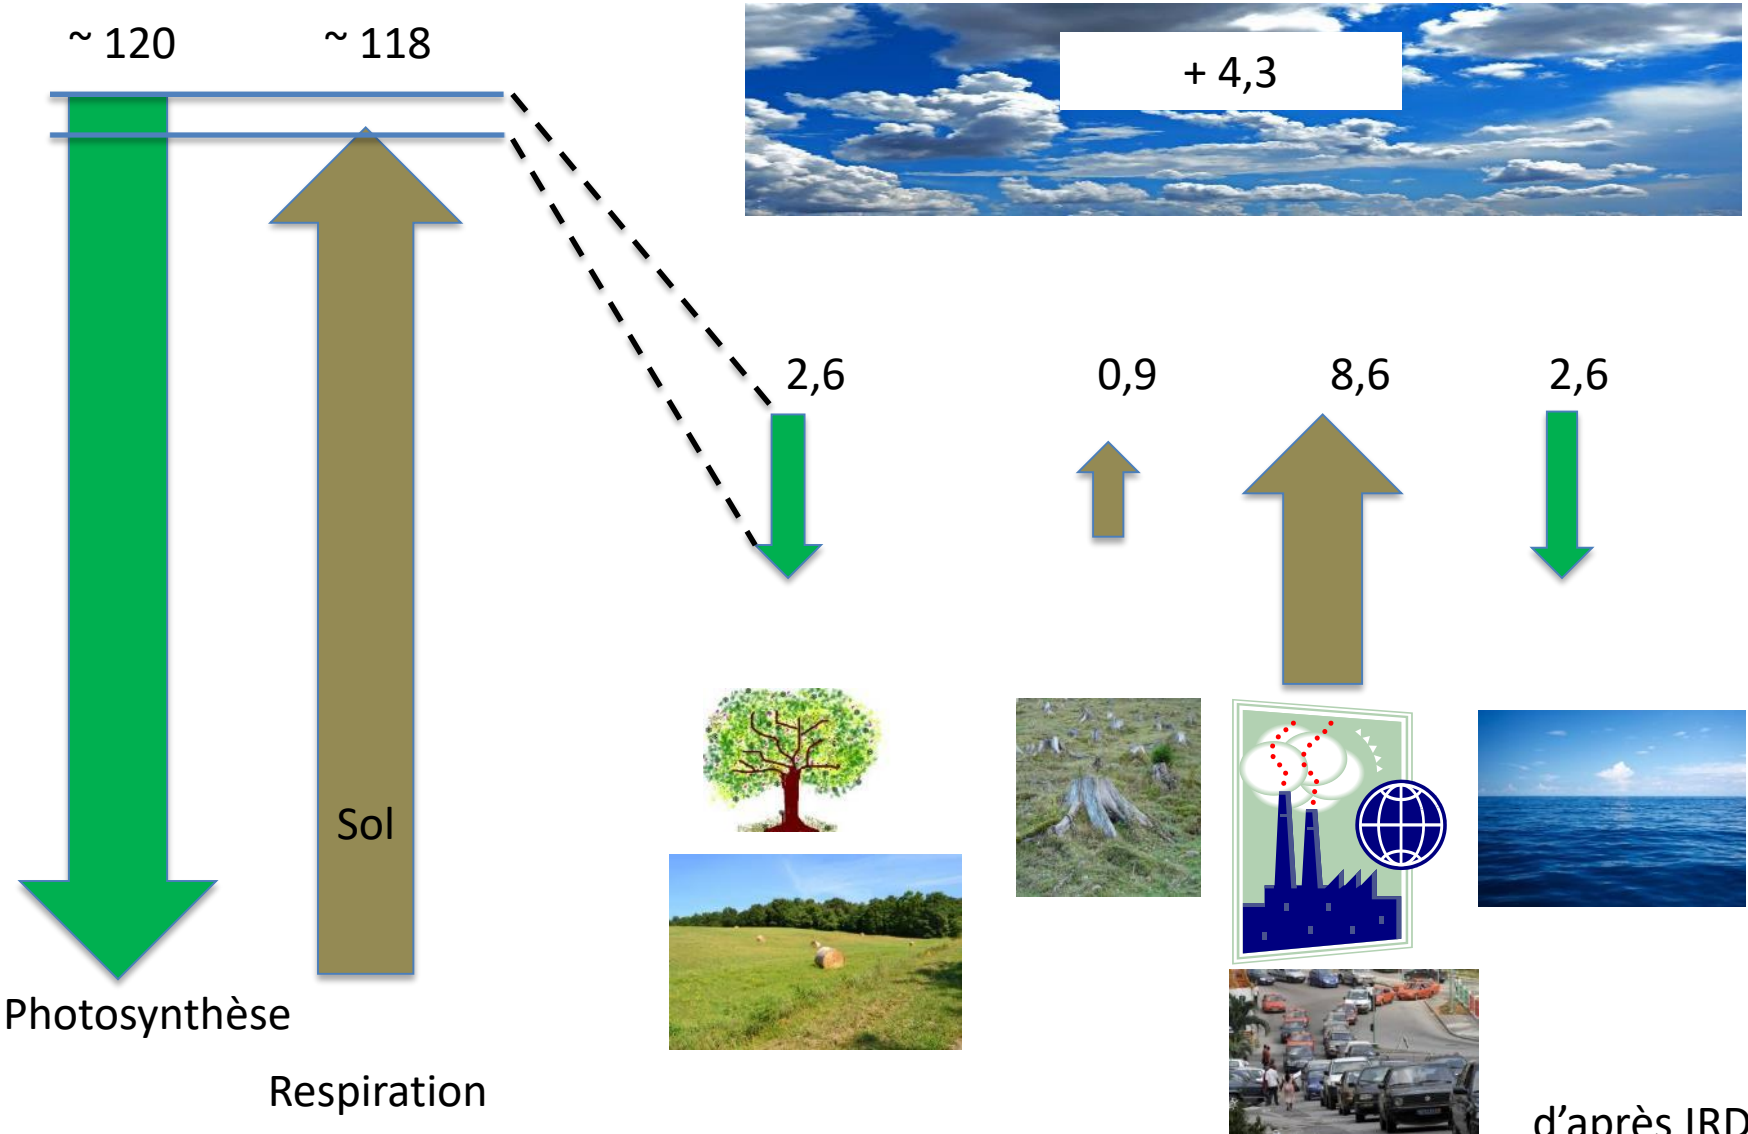 ~ 120
~ 118
+ 4,3
2,6
0,9
8,6
2,6
Sol
Photosynthèse
Respiration
d'après IRD